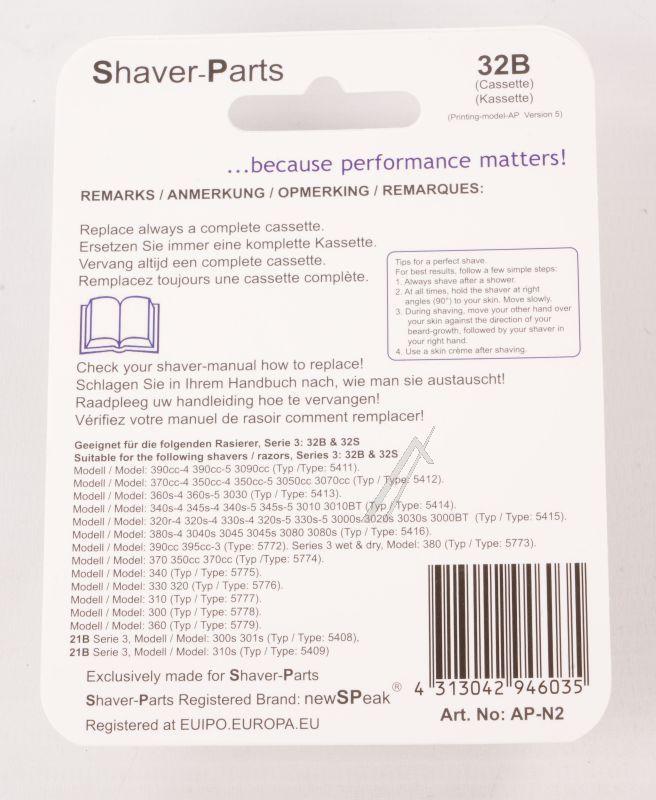 Shaver-Parts
32B
(Cassette)
(Kassette)
(Printing-model-AP Version 5)
...because performance matters!
REMARKS / ANMERKUNG / OPMERKING / REMARQUES:
Replace always a complete cassette.
Ersetzen Sie immer eine komplette Kassette.
Vervang altijd een complete cassette.
Remplacez toujours une cassette complète.
Tips for a perfect shave.
For best results, follow a few simple steps:
1. Always shave after a shower.
2. At all times, hold the shaver at right
angles (90°) to your skin. Move slowly.
3. During shaving, move your other hand over
your skin against the direction of your
beard-growth, followed by your shaver in
your right hand.
4. Use a skin crème after shaving.
Check your shaver-manual how to replace!
Schlagen Sie in Ihrem Handbuch nach, wie man sie austauscht!
Raadpleeg uw handleiding hoe te vervangen!
Vérifiez votre manuel de rasoir comment remplacer!
Geeignet für die folgenden Rasierer, Serie 3: 32B & 32S
Suitable for the following shavers / razors, Series 3: 32B & 32S
Modell / Model: 390cc-4 390cc-5 3090cc (Typ /Type: 5411).
Modell / Model: 370cc-4 350cc-4 350cc-5 3050cc 3070cc (Typ / Type: 5412).
Modell / Model: 360s-4 360s-5 3030 (Typ / Type: 5413).
Modell / Model: 340s-4 345s-4 340s-5 345s-5 3010 3010BT (Typ / Type: 5414).
Modell / Model: 320r-4 320s-4 330s-4 320s-5 330s-5 3000s 3020s 3030s 3000BT (Typ / Type: 5415).
Modell / Model: 380s-4 3040s 3045 3045s 3080 3080s (Typ / Type: 5416).
Modell / Model: 390cc 395cc-3 (Type: 5772). Series 3 wet & dry, Model: 380 (Typ / Type: 5773).
Modell / Model: 370 350cc 370cc (Typ /Type: 5774).
Modell / Model: 340 (Typ / Type: 5775).
Modell / Model: 330 320 (Typ / Type: 5776).
Modell / Model: 310 (Typ / Type: 5777).
Modell / Model: 300 (Typ / Type: 5778).
Modell / Model: 360 (Typ / Type: 5779).
21B Serie 3, Modell / Model: 300s 301s (Typ / Type: 5408),
21B Serie 3, Modell / Model: 310s (Typ / Type: 5409)
Exclusively made for Shaver-Parts
Shaver-Parts Registered Brand: newSPeak®
Registered at EUIPO.EUROPA.EU
4 313042 946035
Art. No: AP-N2